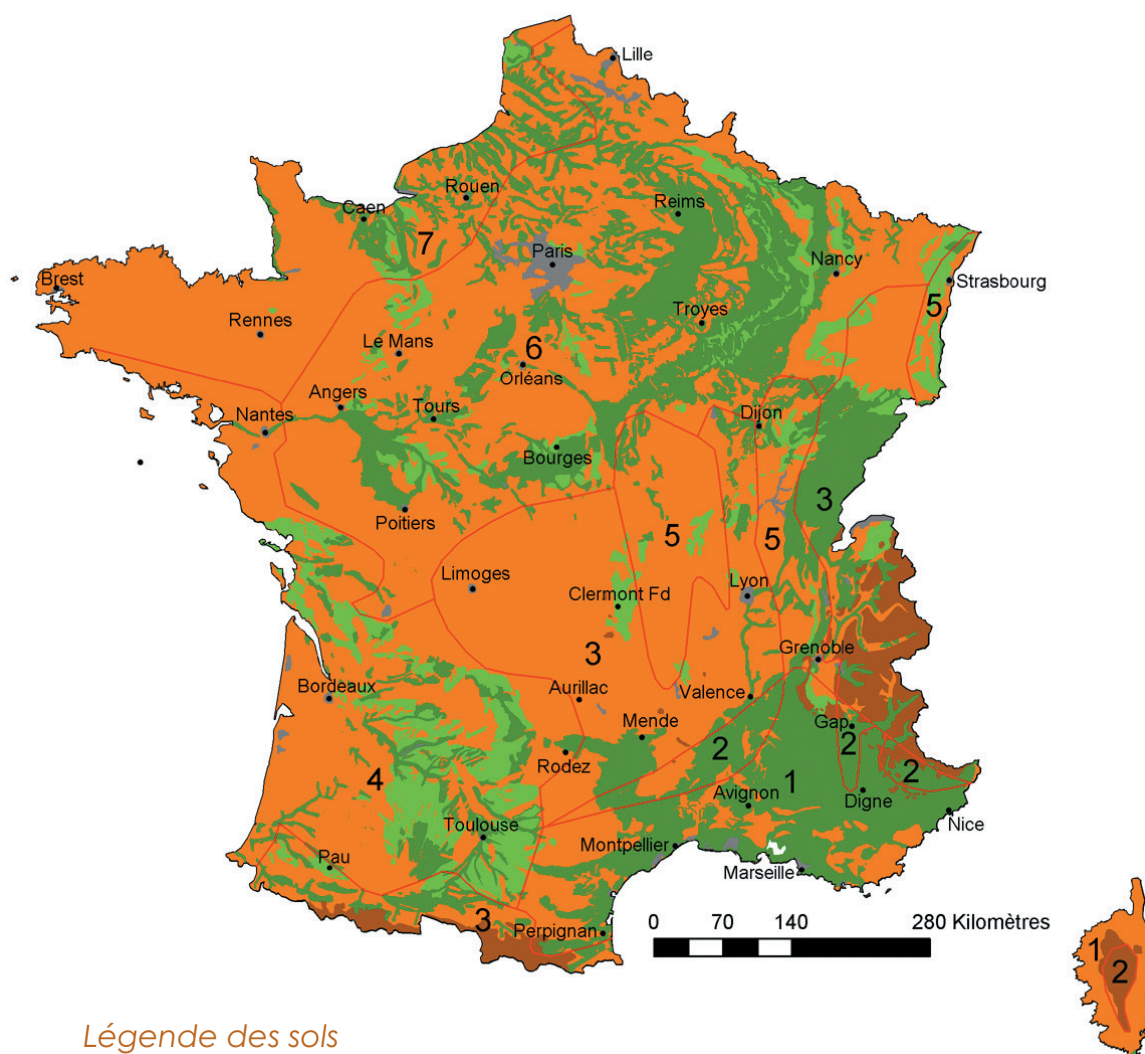 Lille
Rouen
Reims
Caen
7
Paris
Nancy
Brest
Strasbourg
5
Rennes
Troyes
Le Mans
6
Orléans
Angers
Tours
Dijon
Nantes
Bourges
3
Poitiers
5
5
Limoges
Clermont Fd
Lyon
3
Grenoble
Bordeaux
Aurillac
Valence
Mende
Gap
2
2
2
Rodez
4
1
Avignon
Digne
Nice
Toulouse
Montpellier
Pau
Marseille
3
Perpignan
0 70 140 280 Kilomètres
1
2
Légende des sols